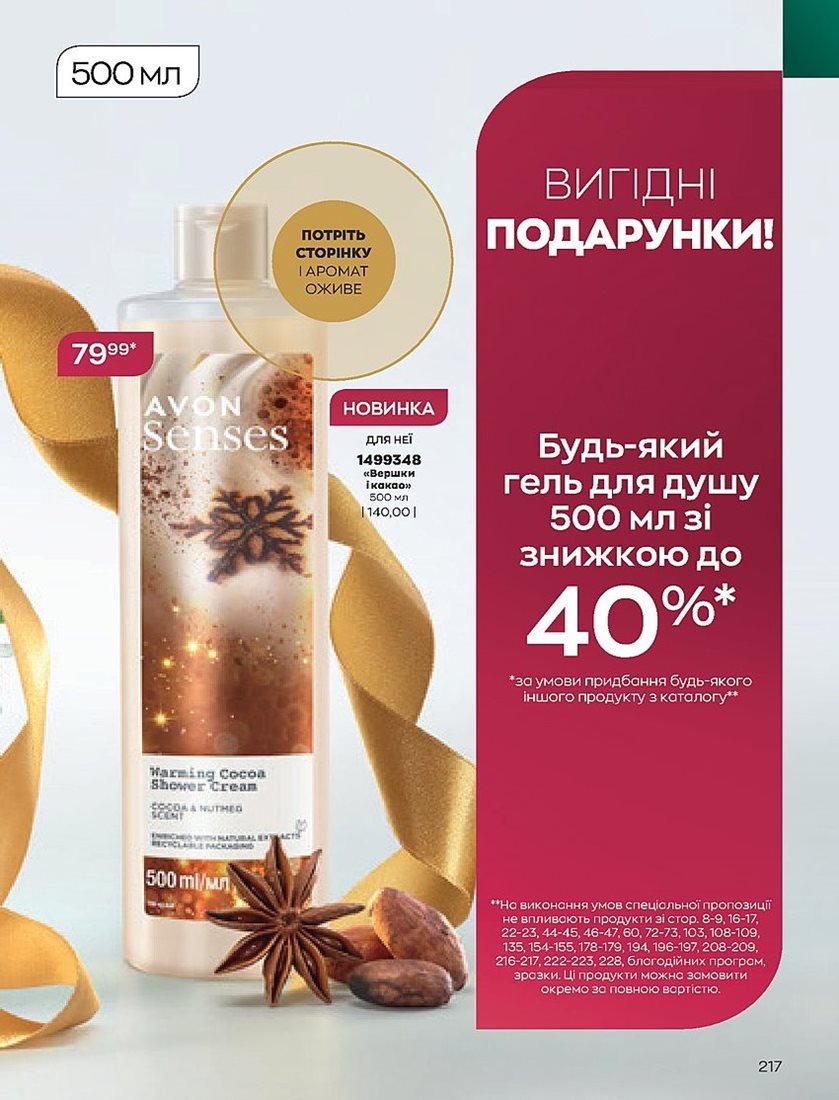 500 мл
ВИГІДНІ
ПОДАРУНКИ!
ПОТРІТЬ
СТОРІНКУ
І АРОМАТ
ОЖИВЕ
79⁹⁹*
AVON
Senses
НОВИНКА
ДЛЯ НЕЇ
1499348
«Вершки
і какао»
500 мл
|140,00|
Будь-який
гель для душу
500 мл зі
знижкою до
40%*
*за умови придбання будь-якого
іншого продукту з каталогу**
Warming Cocoa
Shower Cream
COCOA & NUTMEG
SCENT
ENRICHED WITH NATURAL EXTRACTS
RECYCLABLE PACKAGING
500 ml/мл
**На виконання умов спеціальної пропозиції
не впливають продукти зі стор. 8-9, 16-17,
22-23, 44-45, 46-47, 60, 72-73, 103, 108-109,
135, 154-155, 178-179, 194, 196-197, 208-209,
216-217, 222-223, 228, благодійних програм,
зразки. Ці продукти можна замовити
окремо за повною вартістю.
217